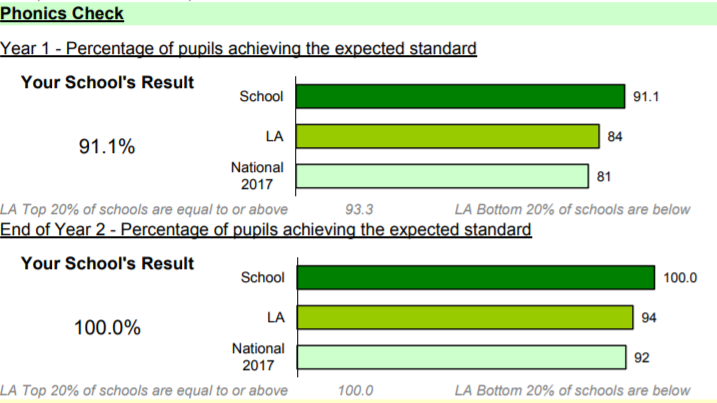 Phonics Check
Year 1 - Percentage of pupils achieving the expected standard
Your School's Result
91.1%
School 91.1
LA 84
National 2017 81
LA Top 20% of schools are equal to or above 93.3 LA Bottom 20% of schools are below
End of Year 2 - Percentage of pupils achieving the expected standard
Your School's Result
100.0%
School 100.0
LA 94
National 2017 92
LA Top 20% of schools are equal to or above 100.0 LA Bottom 20% of schools are below